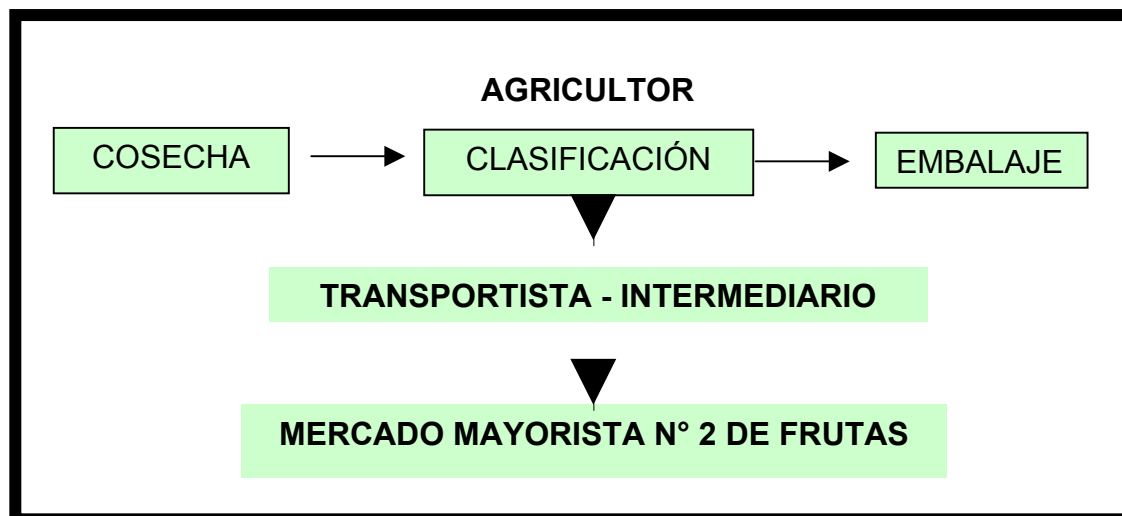 AGRICULTOR
COSECHA
CLASIFICACIÓN
EMBALAJE
TRANSPORTISTA - INTERMEDIARIO
MERCADO MAYORISTA N° 2 DE FRUTAS